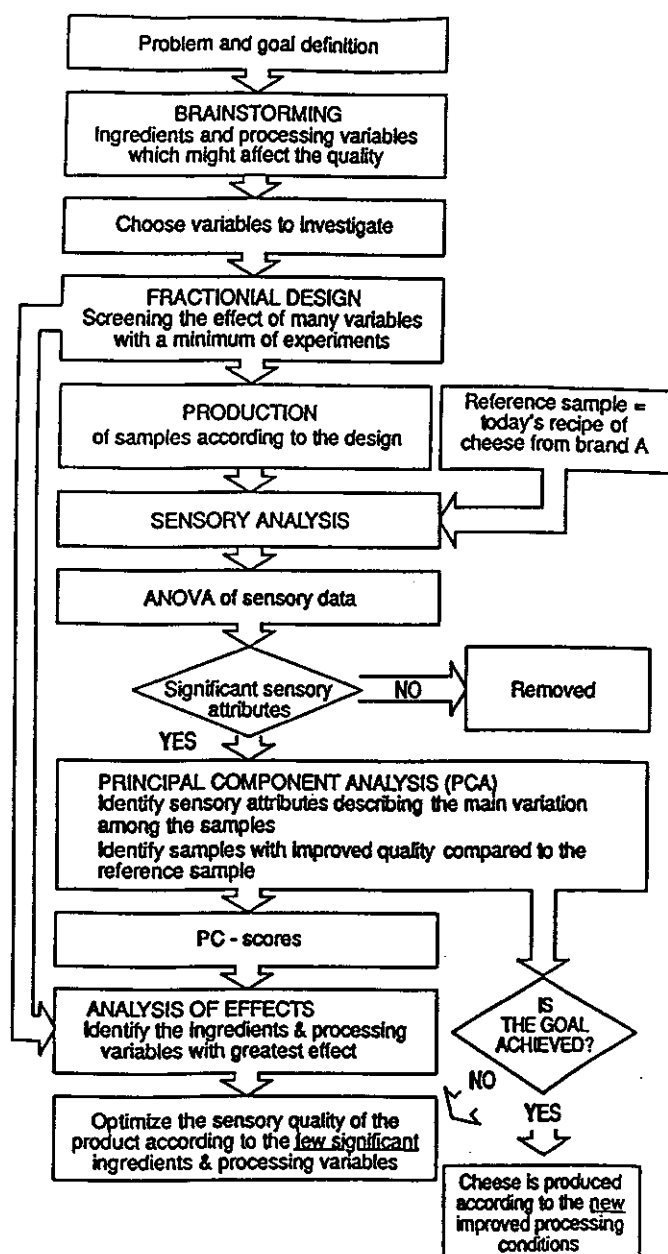 Problem and goal definition
BRAINSTORMING
Ingredients and processing variables
which might affect the quality
Choose variables to investigate
FRACTIONIAL DESIGN
Screening the effect of many variables
with a minimum of experiments
PRODUCTION
of samples according to the design
Reference sample =
today's recipe of
cheese from brand A
SENSORY ANALYSIS
ANOVA of sensory data
Significant sensory
attributes
NO
Removed
YES
PRINCIPAL COMPONENT ANALYSIS (PCA)
Identify sensory attributes describing the main variation
among the samples
Identify samples with improved quality compared to the
reference sample
PC - scores
ANALYSIS OF EFFECTS
Identify the ingredients & processing
variables with greatest effect
IS
THE GOAL
ACHIEVED?
NO
YES
Optimize the sensory quality of the
product according to the few significant
ingredients & processing variables
Cheese is produced
according to the new
improved processing
conditions